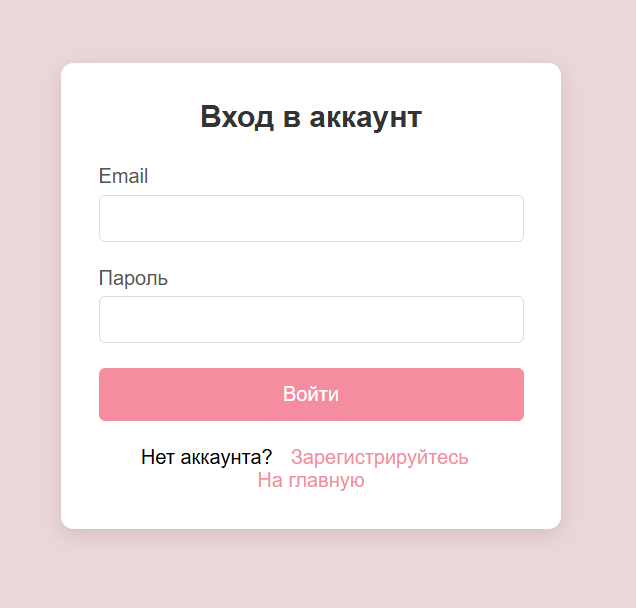 Вход в аккаунт
Email
Пароль
Войти
Нет аккаунта? Зарегистрируйтесь
На главную